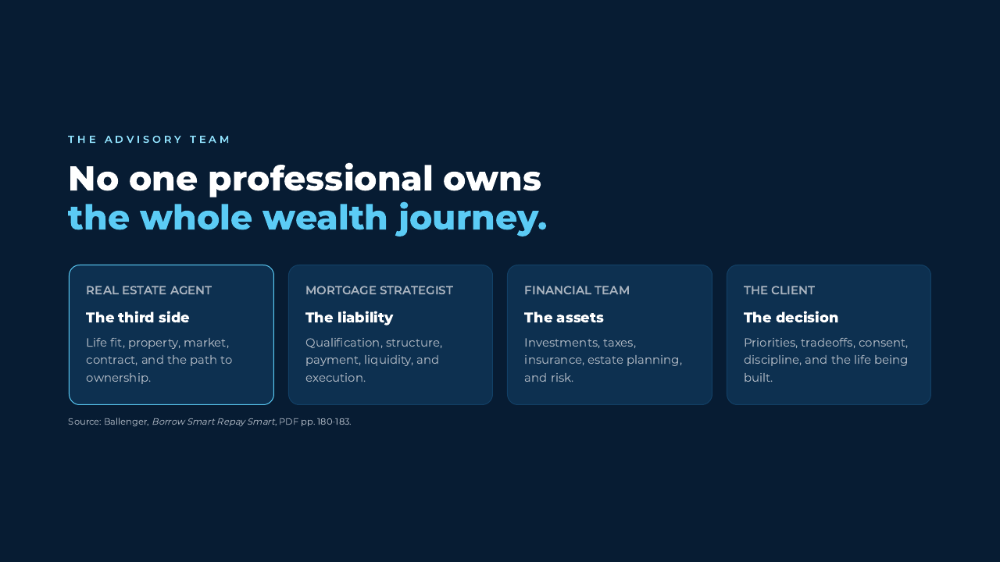 THE ADVISORY TEAM
No one professional owns
the whole wealth journey.
REAL ESTATE AGENT
The third side
Life fit, property, market,
contract, and the path to
ownership.
MORTGAGE STRATEGIST
The liability
Qualification, structure,
payment, liquidity, and
execution.
FINANCIAL TEAM
The assets
Investments, taxes,
insurance, estate planning,
and risk.
THE CLIENT
The decision
Priorities, tradeoffs, consent,
discipline, and the life being
built.
Source: Ballenger, Borrow Smart Repay Smart, PDF pp. 180-183.